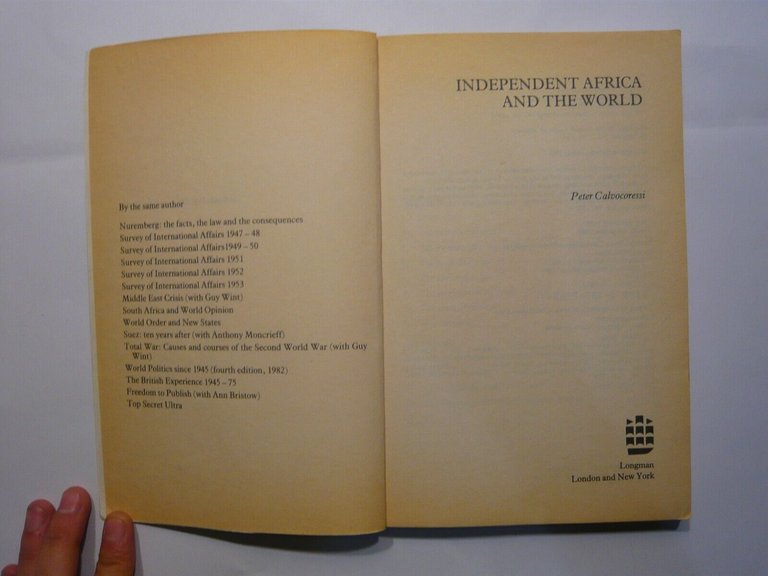 By the same author
Nuremberg: the facts, the law and the consequences
Survey of International Affairs 1947 – 48
Survey of International Affairs1949 – 50
Survey of International Affairs 1951
Survey of International Affairs 1952
Survey of International Affairs 1953
Middle East Crisis (with Guy Wint)
South Africa and World Opinion
World Order and New States
Suez: ten years after (with Anthony Moncrieff)
Total War: Causes and courses of the Second World War (with Guy
Wint)
World Politics since 1945 (fourth edition, 1982)
The British Experience 1945 – 75
Freedom to Publish (with Ann Bristow)
Top Secret Ultra
INDEPENDENT AFRICA
AND THE WORLD
Peter Calvocoressi
Longman
London and New York